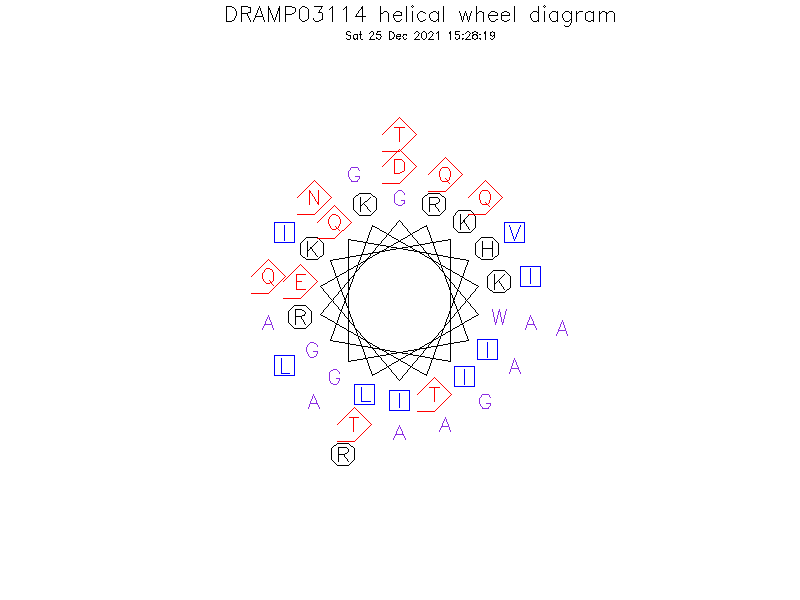 DRAMP03114 helical wheel diagram
Sat 25 Dec 2021 15:28:19
T
D
G Q
N K G R Q
Q K
I K H V
Q E K I
A R W A A
G I
L G I A
A L I T G
T A A
R